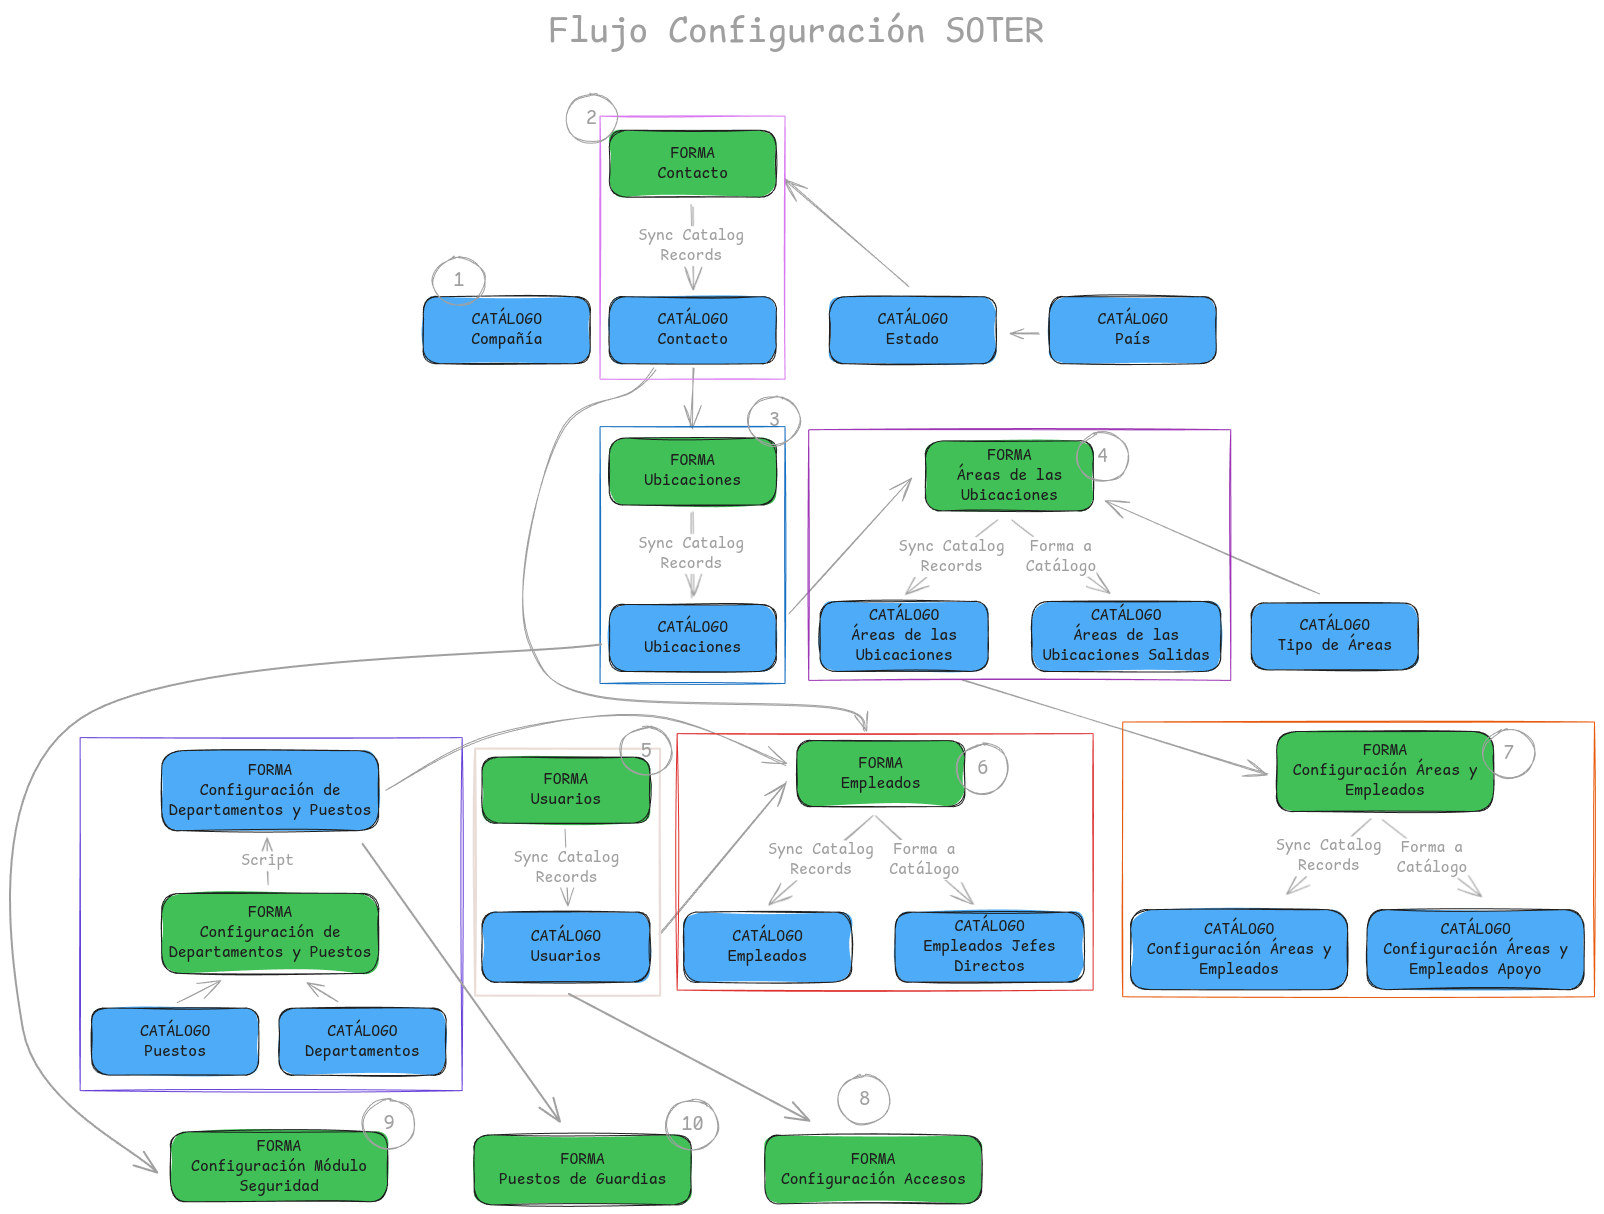 Flujo Configuración SOTER
2
FORMA
Contacto
Sync Catalog
Records
1
CATÁLOGO
Compañía
CATÁLOGO
Contacto
CATÁLOGO
Estado
CATÁLOGO
País
3
FORMA
Ubicaciones
Sync Catalog
Records
CATÁLOGO
Ubicaciones
4
FORMA
Áreas de las
Ubicaciones
Sync Catalog
Records
Forma a
Catálogo
CATÁLOGO
Áreas de las
Ubicaciones
CATÁLOGO
Áreas de las
Ubicaciones Salidas
CATÁLOGO
Tipo de Áreas
FORMA
Configuración de
Departamentos y Puestos
Script
FORMA
Configuración de
Departamentos y Puestos
CATÁLOGO
Puestos
CATÁLOGO
Departamentos
5
FORMA
Usuarios
Sync Catalog
Records
CATÁLOGO
Usuarios
6
FORMA
Empleados
Sync Catalog
Records
Forma a
Catálogo
CATÁLOGO
Empleados
CATÁLOGO
Empleados Jefes
Directos
7
FORMA
Configuración Áreas y
Empleados
Sync Catalog
Records
Forma a
Catálogo
CATÁLOGO
Configuración Áreas y
Empleados
CATÁLOGO
Configuración Áreas y
Empleados Apoyo
9
FORMA
Configuración Módulo
Seguridad
10
FORMA
Puestos de Guardias
8
FORMA
Configuración Accesos